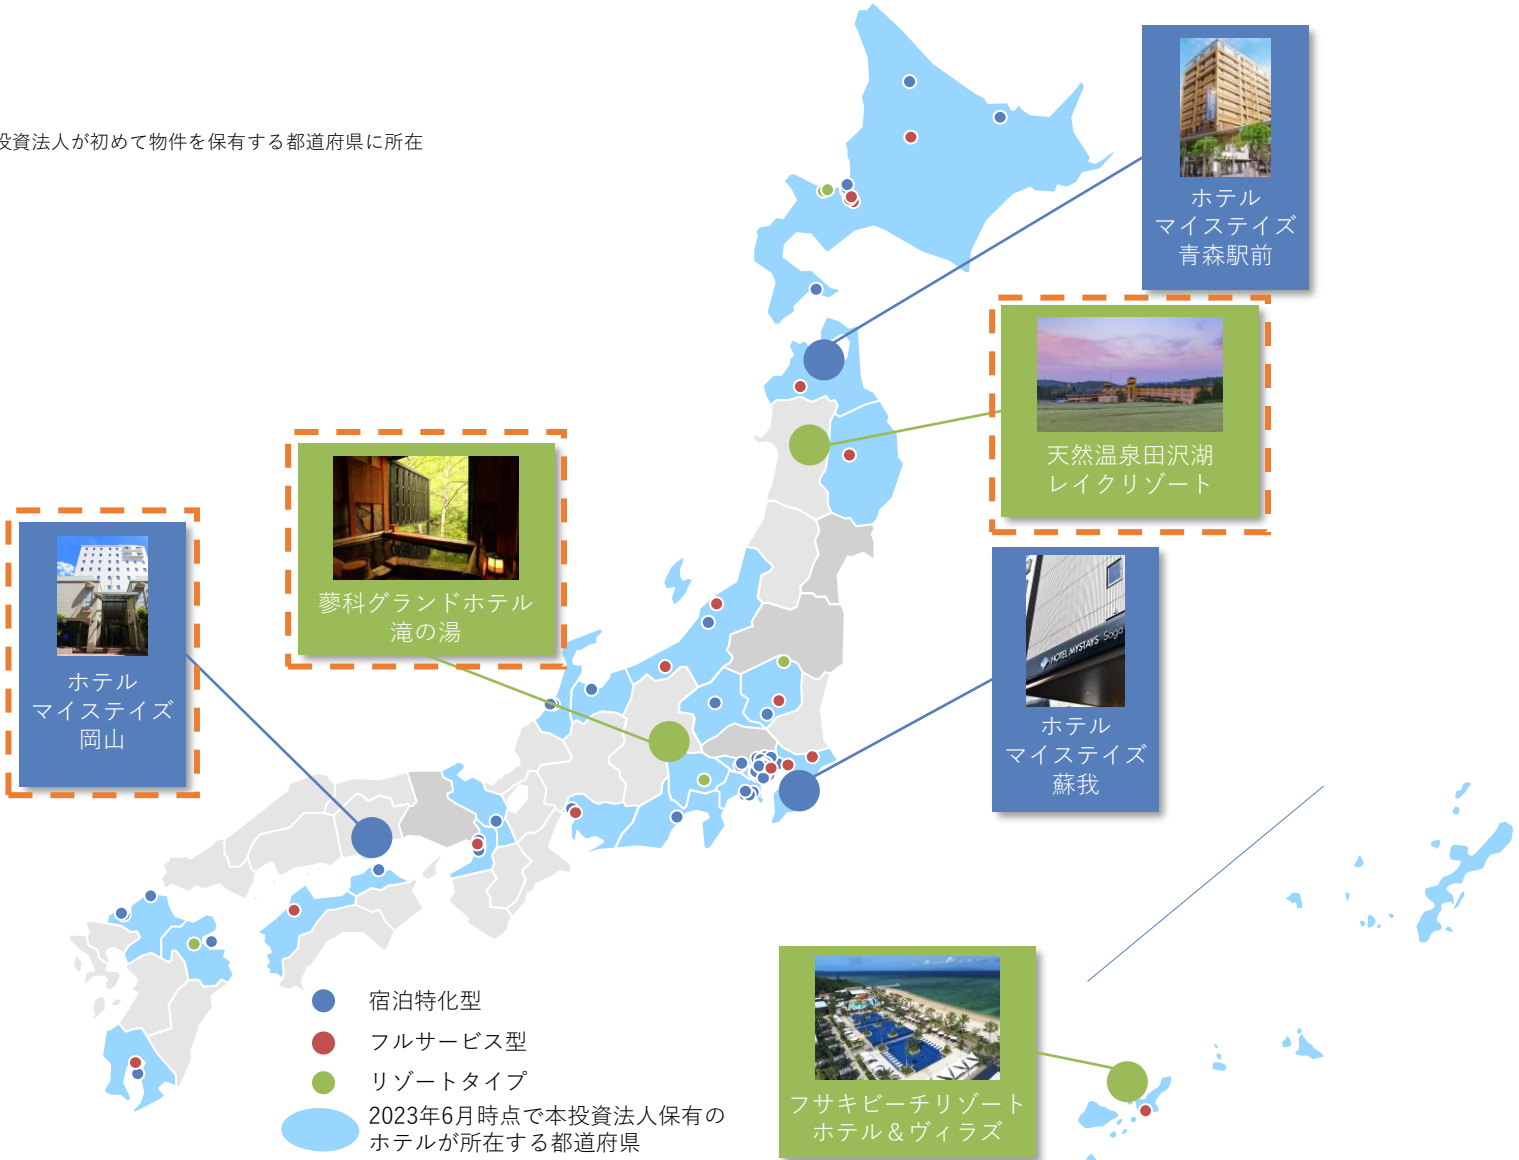 投資法人が初めて物件を保有する都道府県に所在
ホテル
マイステイズ
青森駅前
天然温泉田沢湖
レイクリゾート
蓼科グランドホテル
滝の湯
ホテル
マイステイズ
岡山
HOTEL MYSTAYS Soga
ホテル
マイステイズ
蘇我
フサキビーチリゾート
ホテル＆ヴィラズ
宿泊特化型
フルサービス型
リゾートタイプ
2023年6月時点で本投資法人保有の
ホテルが所在する都道府県